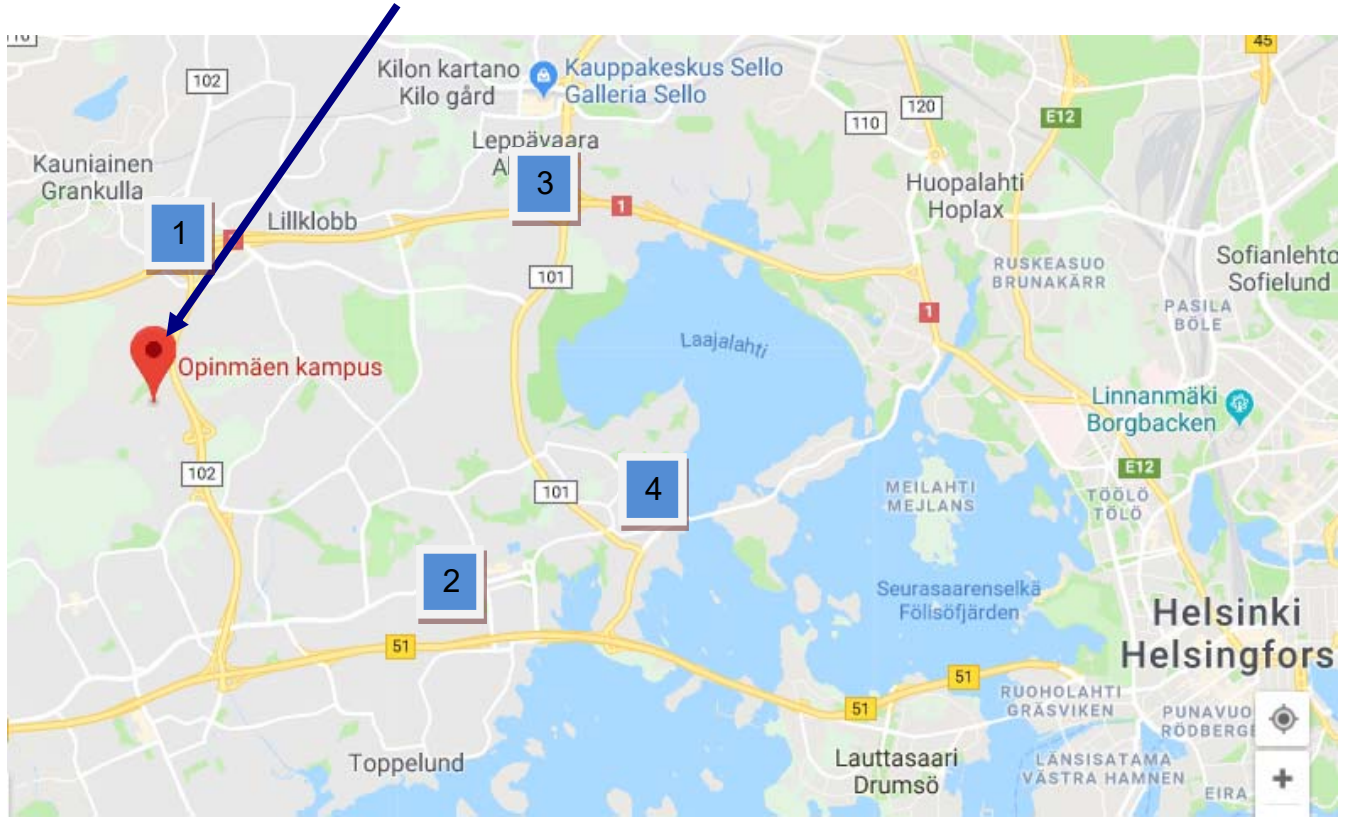 45
102
Kilon kartano
Kilo gård
Kauppakeskus Sello
Galleria Sello
110
120
E12
Leppävaara
Kauniainen
Grankulla
3
1
Huopalahti
Hoplax
1
Lillklobb
101
RUSKEASUO
BRUNAKÄRR
Sofianlehto
Sofielund
PASILA
BÖLE
1
Laajalahti
Opinmäen kampus
Linnanmäki
Borgbacken
102
101
4
MEILAHTI
MEJLANS
E12
TÖÖLÖ
TÖLÖ
2
Seurasaarenselkä
Fölisöfjärden
Helsinki
Helsingfors
51
51
51
RUOHOLAHTI
GRÄSVIKEN
PUNAVUO
RÖDBERGE
Toppelund
Lauttasaari
Drumsö
LÄNSISATAMA
VÄSTRA HAMNEN
EIRA
+